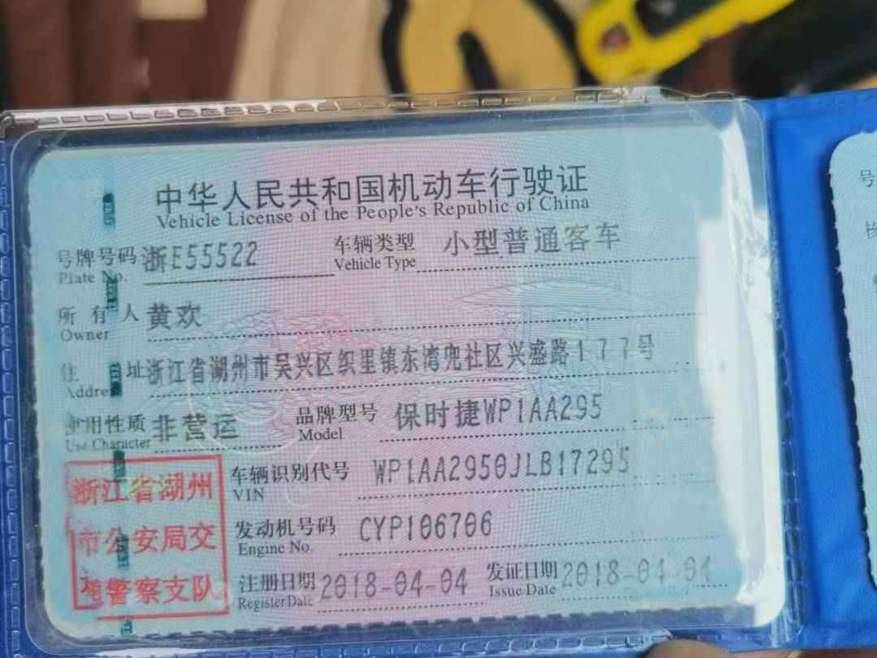 中华人民共和国机动车行驶证
Vehicle License of the People's Republic of China
号牌号码 浙E55522 车辆类型 小型普通客车
Plate No. Vehicle Type
所有人 黄欢
Owner
住址 浙江省湖州市吴兴区织里镇东湾兜社区兴盛路177号
Address
使用性质 非营运 品牌型号 保时捷WP1AA295
Use Character Model
浙江省湖州
市公安局交
通警察支队
车辆识别代号 WP1AA2950JLB17295
VIN
发动机号码 CYP106706
Engine No.
注册日期 2018-04-04 发证日期 2018-04-04
Register Date Issue Date
号